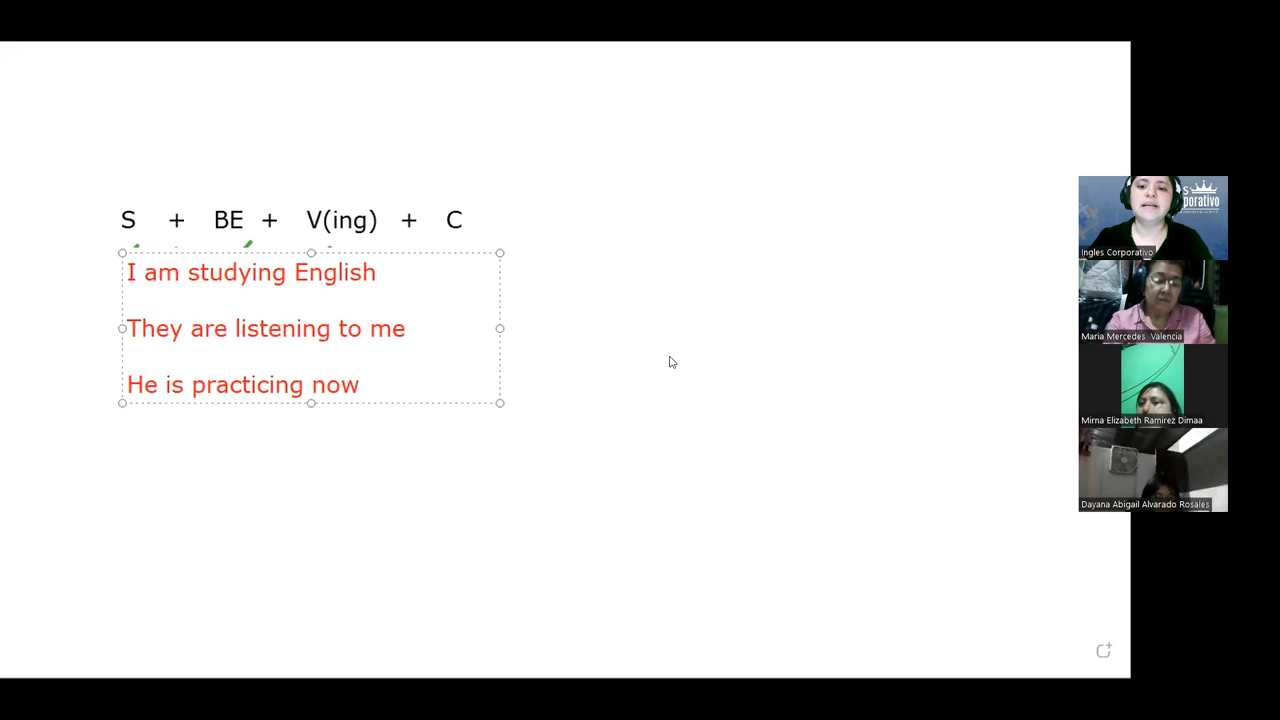 S + BE + V(ing) + C
I am studying English
They are listening to me
He is practicing now
S
porativo
Ingles Corporativo
Maria Mercedes Valencia
Mirna Elizabeth Ramirez Dimaa
Dayana Abigail Alvarado Rosales